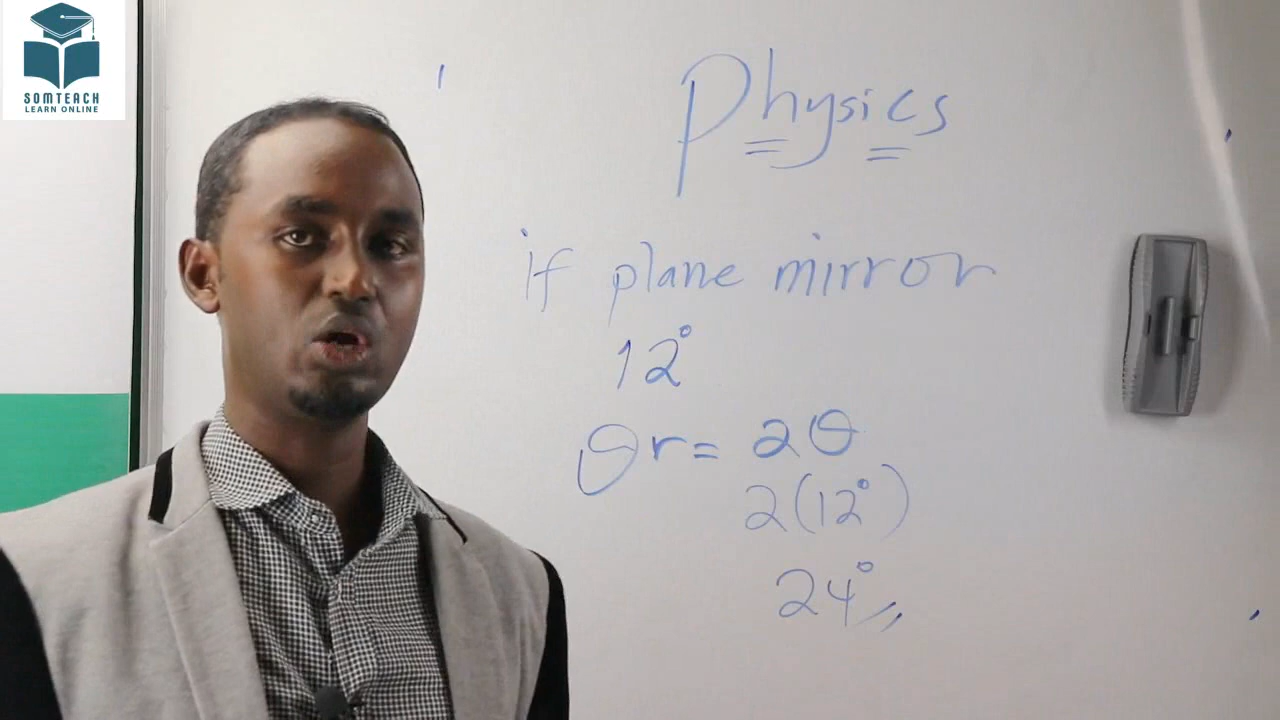 SOMTEACH
LEARN ONLINE
Physics
if plane mirror
12°
θr = 2θ
2(12°)
24°